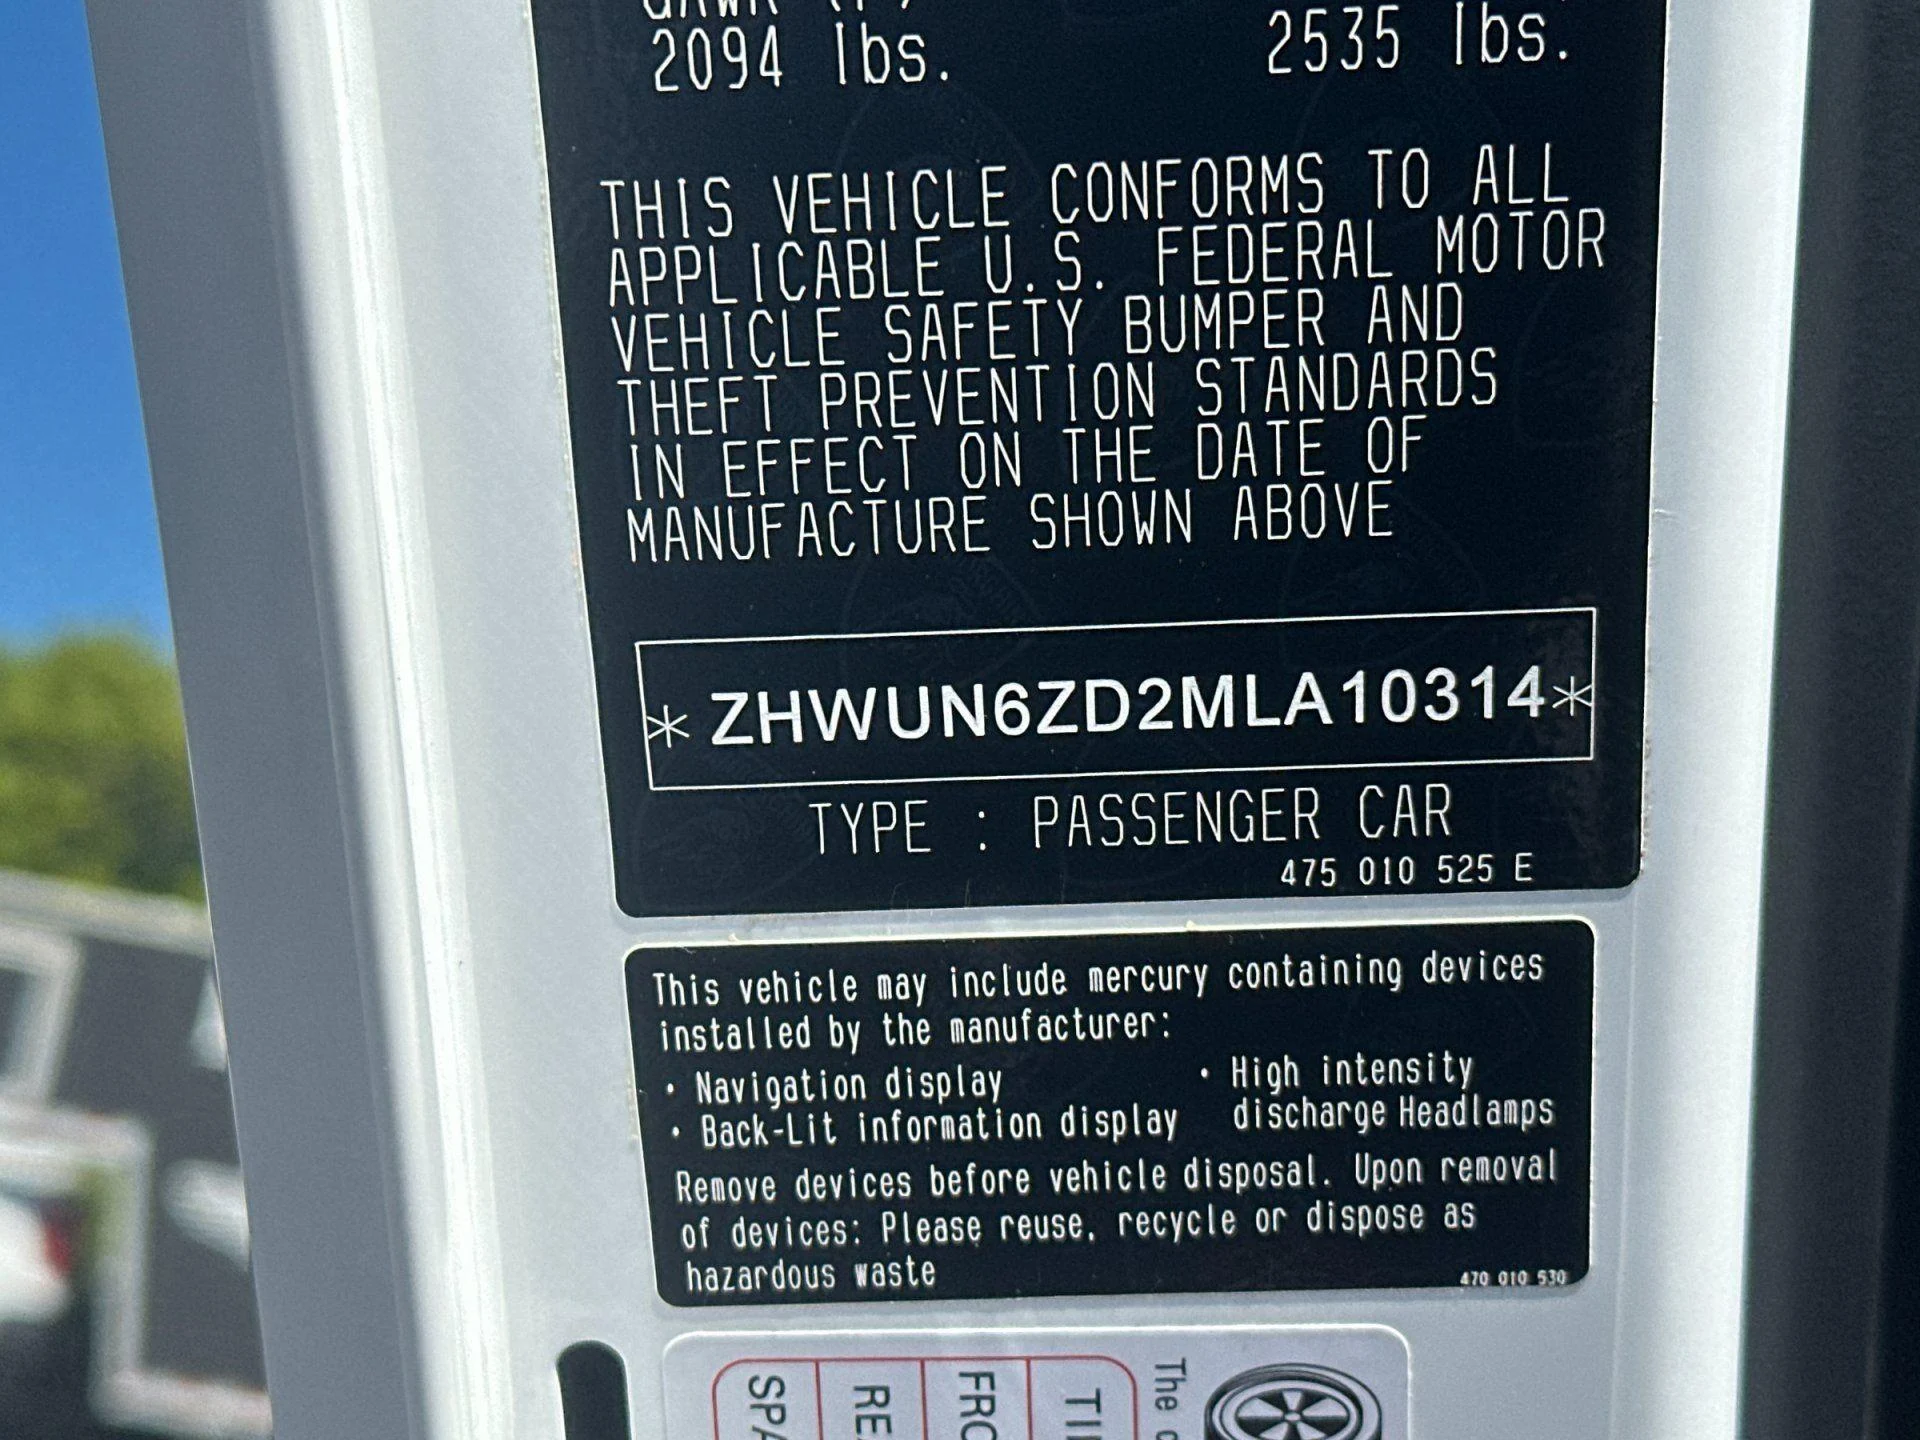 GAWR (F)
2094 lbs. 2535 lbs.
THIS VEHICLE CONFORMS TO ALL
APPLICABLE U.S. FEDERAL MOTOR
VEHICLE SAFETY BUMPER AND
THEFT PREVENTION STANDARDS
IN EFFECT ON THE DATE OF
MANUFACTURE SHOWN ABOVE
* ZHWUN6ZD2MLA10314*
TYPE : PASSENGER CAR
475 010 525 E
This vehicle may include mercury containing devices
installed by the manufacturer:
• Navigation display
• Back-Lit information display
• High intensity
discharge Headlamps
Remove devices before vehicle disposal. Upon removal
of devices: Please reuse, recycle or dispose as
hazardous waste
470 010 530
The